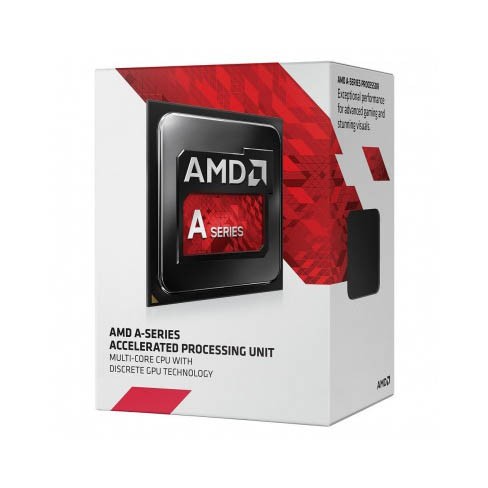 AMD
A SERIES
AMD A-SERIES
ACCELERATED PROCESSING UNIT
MULTI-CORE CPU WITH
DISCRETE GPU TECHNOLOGY
AMD A-SERIES PROCESSOR
Exceptional performance
for advanced gaming and
stunning visuals.
AMD